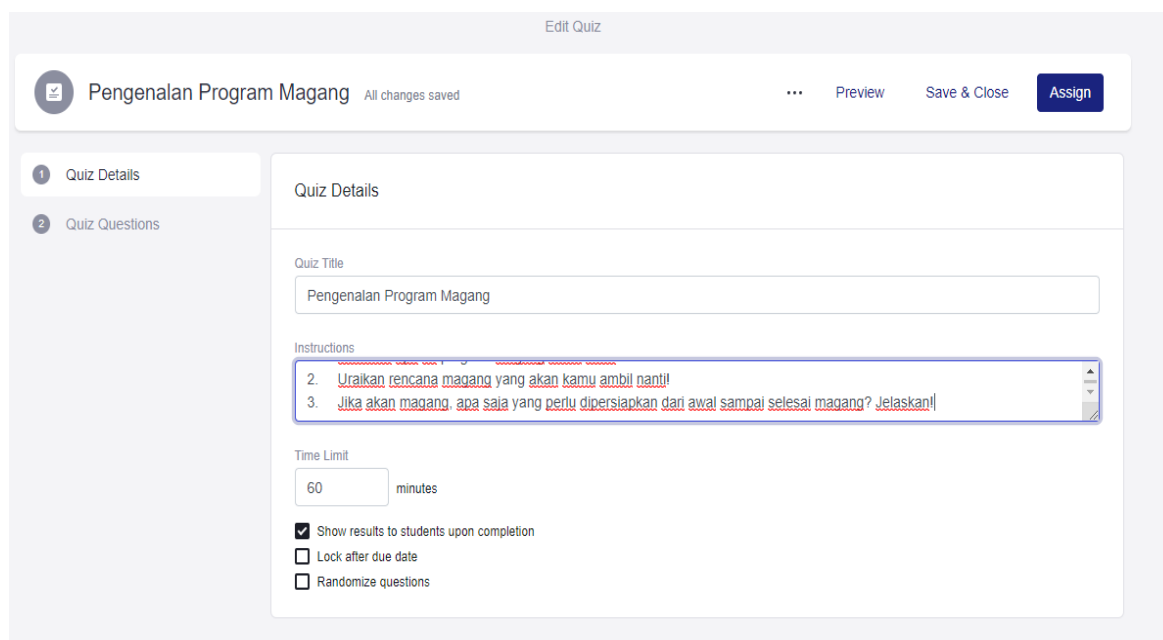 Edit Quiz
Pengenalan Program Magang All changes saved ... Preview Save & Close Assign
1 Quiz Details
2 Quiz Questions
Quiz Details
Quiz Title
Pengenalan Program Magang
Instructions
2. Uraikan rencana magang yang akan kamu ambil nanti!
3. Jika akan magang, apa saja yang perlu dipersiapkan dari awal sampai selesai magang? Jelaskan!
Time Limit
60 minutes
Show results to students upon completion
Lock after due date
Randomize questions